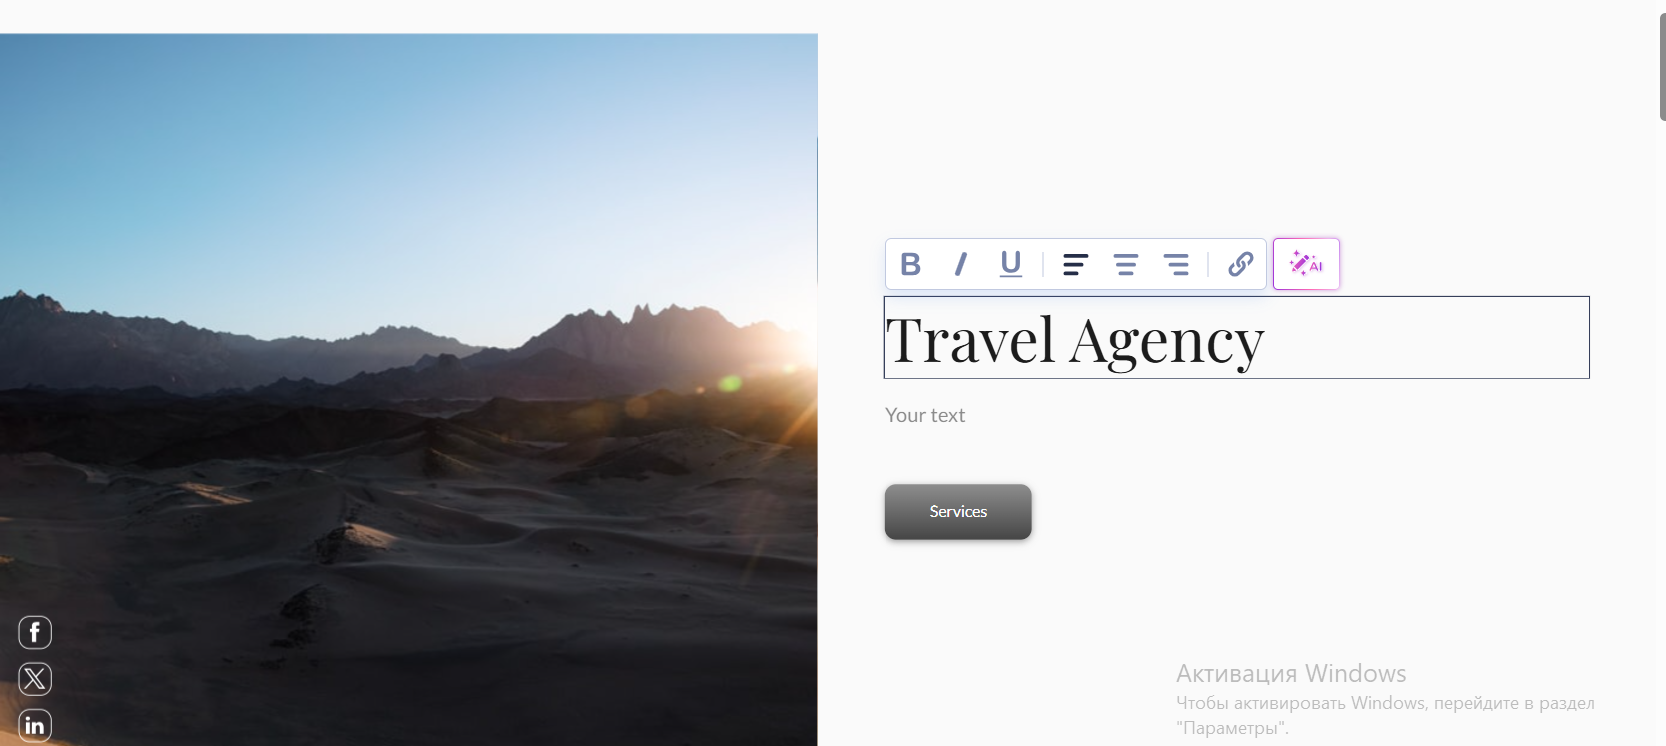 B I U AI
Travel Agency
Your text
Services
f
X
in
Активация Windows
Чтобы активировать Windows, перейдите в раздел
"Параметры".